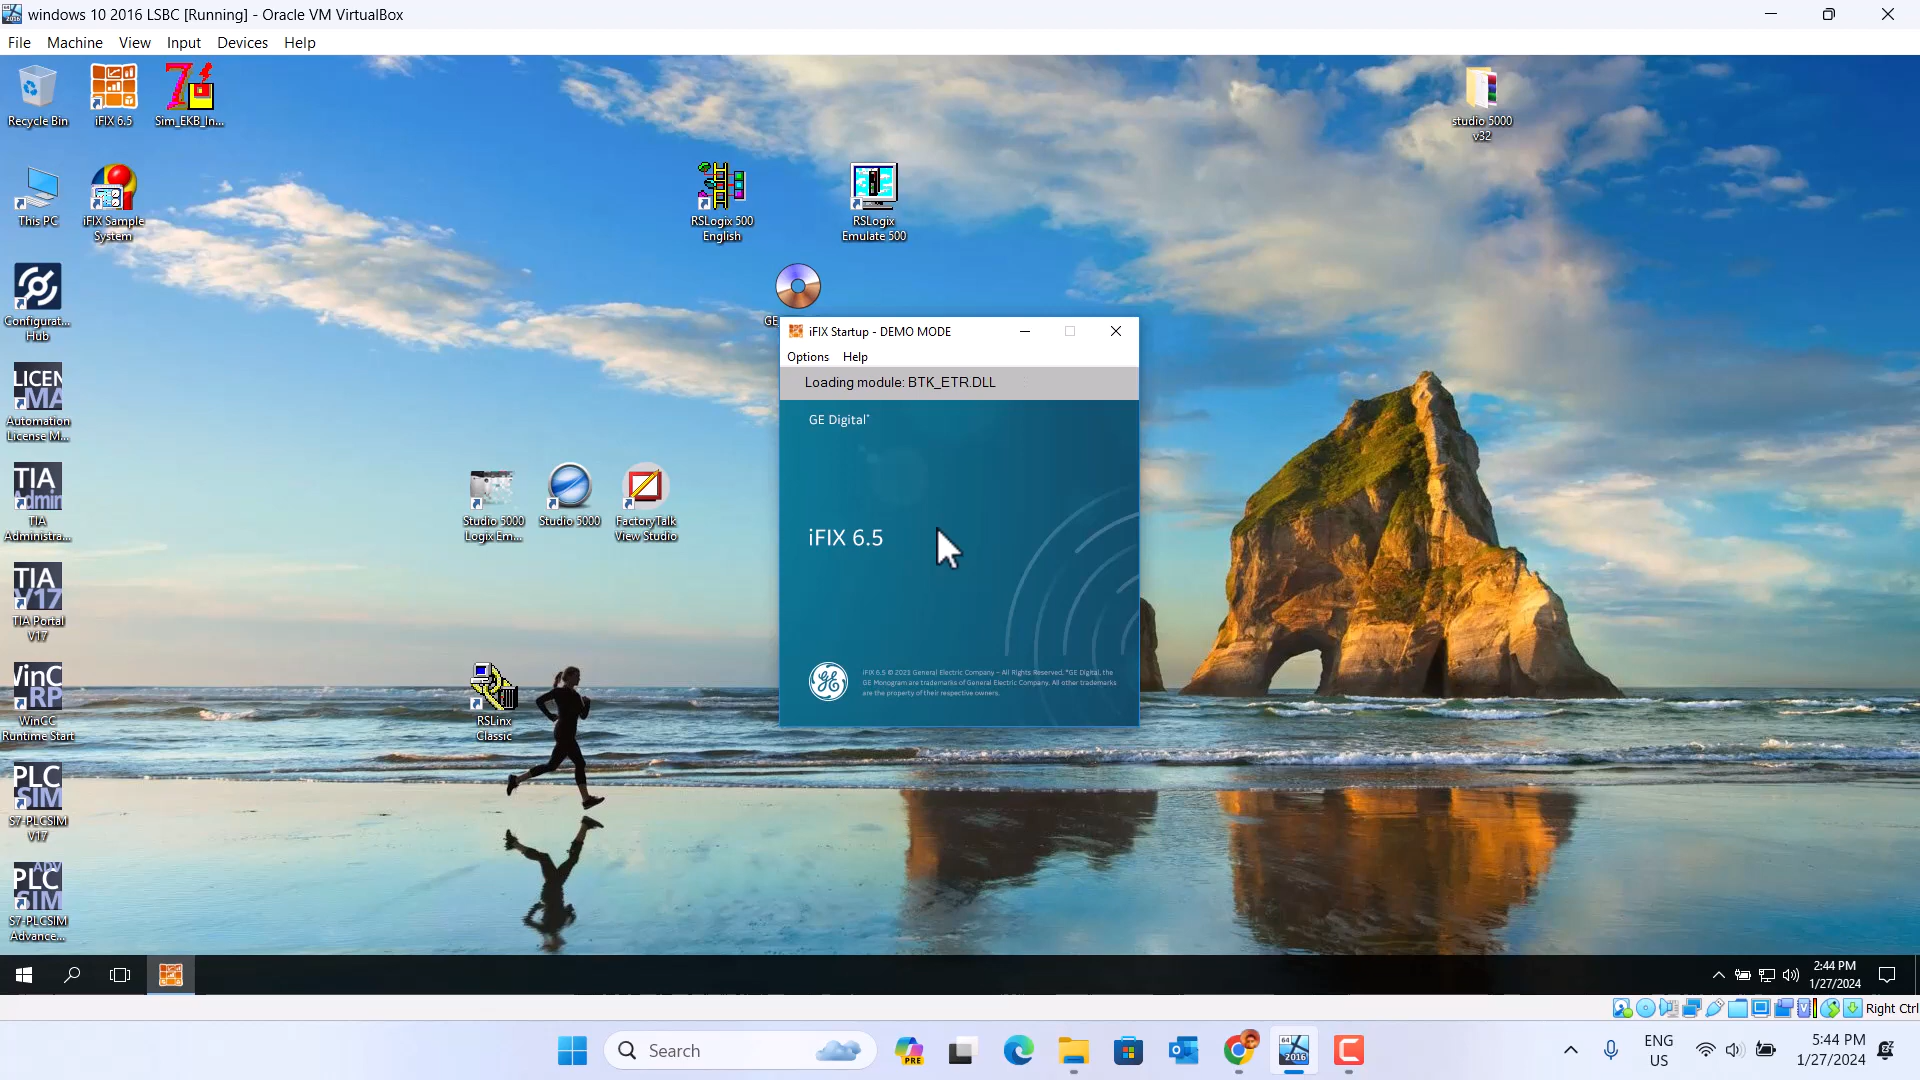 windows 10 2016 LSBC [Running] - Oracle VM VirtualBox
File Machine View Input Devices Help
Recycle Bin
iFIX 6.5
Sim_EKB_In...
studio 5000
v32
This PC
iFIX Sample
System
RSLogix 500
English
RSLogix
Emulate 500
Configurat...
Hub
GE
iFIX Startup - DEMO MODE
Options Help
Loading module: BTK_ETR.DLL
GE Digital*
iFIX 6.5
iFIX 6.5 © 2021 General Electric Company – All Rights Reserved. *GE Digital, the
GE Monogram are trademarks of General Electric Company. All other trademarks
are the property of their respective owners.
LICEN
MA
Automation
License M...
TIA
Admin
TIA
Administra...
Studio 5000
Logix Em...
Studio 5000
FactoryTalk
View Studio
TIA
V17
TIA Portal
V17
WinC
RP
WinCC
Runtime Start
RSLinx
Classic
PLC
SIM
S7-PLCSIM
V17
ADV
PLC
SIM
S7-PLCSIM
Advance...
2:44 PM
1/27/2024
Right Ctrl
Search
PRE
64
2016
ENG
US
5:44 PM
1/27/2024